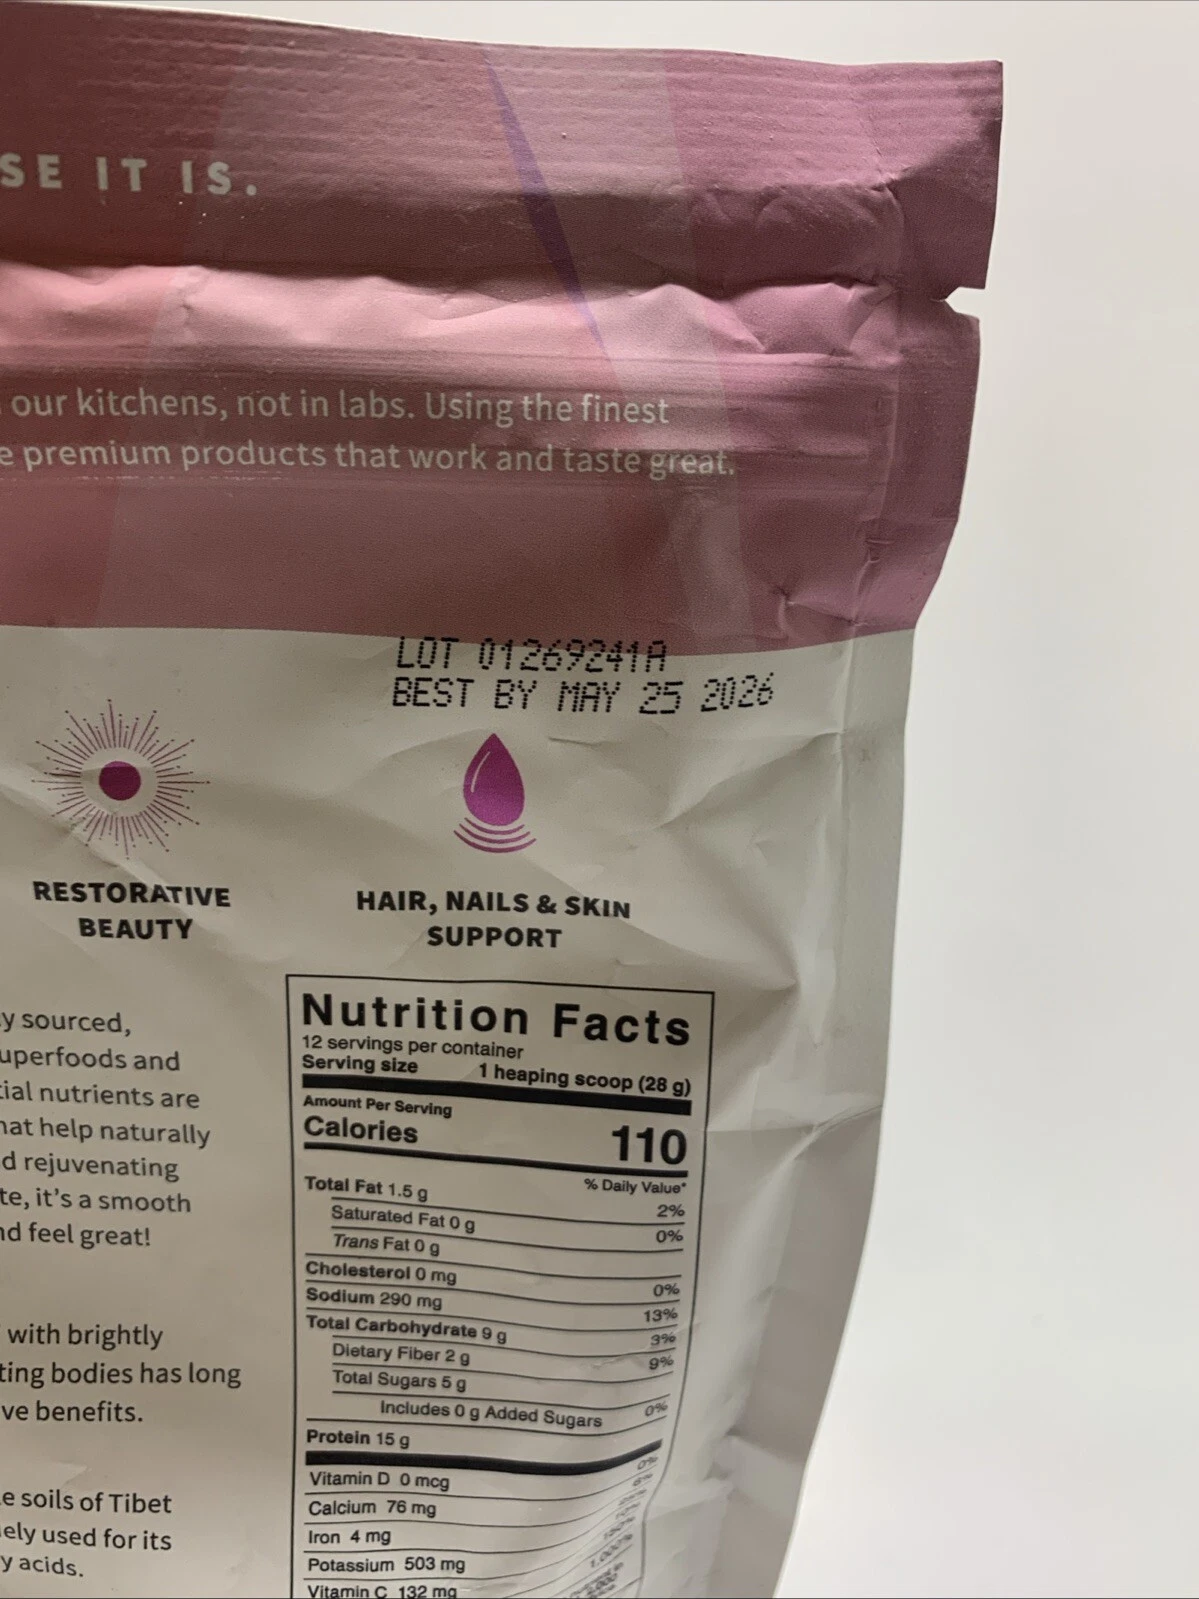 SE IT IS.
our kitchens, not in labs. Using the finest
e premium products that work and taste great.
LOT 01269241A
BEST BY MAY 25 2026
RESTORATIVE
BEAUTY
HAIR, NAILS & SKIN
SUPPORT
y sourced,
uperfoods and
tial nutrients are
hat help naturally
d rejuvenating
te, it's a smooth
nd feel great!
with brightly
ting bodies has long
ve benefits.
e soils of Tibet
ely used for its
y acids.
Nutrition Facts
12 servings per container
Serving size 1 heaping scoop (28 g)
Amount Per Serving
Calories 110
% Daily Value*
Total Fat 1.5 g 2%
Saturated Fat 0 g 0%
Trans Fat 0 g
Cholesterol 0 mg 0%
Sodium 290 mg 13%
Total Carbohydrate 9 g 3%
Dietary Fiber 2 g 9%
Total Sugars 5 g
Includes 0 g Added Sugars 0%
Protein 15 g
Vitamin D 0 mcg 0%
Calcium 76 mg 6%
Iron 4 mg
Potassium 503 mg
Vitamin C 132 mg